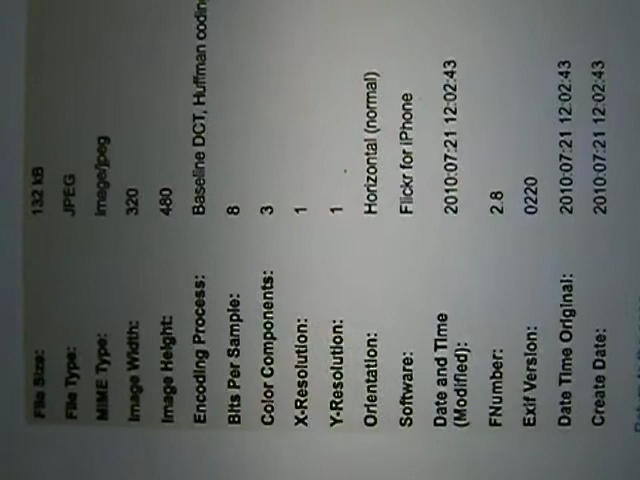 File Size: 132 kB
File Type: JPEG
MIME Type: image/jpeg
Image Width: 320
Image Height: 480
Encoding Process: Baseline DCT, Huffman coding
Bits Per Sample: 8
Color Components: 3
X-Resolution: 1
Y-Resolution: 1
Orientation: Horizontal (normal)
Software: Flickr for iPhone
Date and Time 2010:07:21 12:02:43
(Modified):
FNumber: 2.8
Exif Version: 0220
Date Time Original: 2010:07:21 12:02:43
Create Date: 2010:07:21 12:02:43